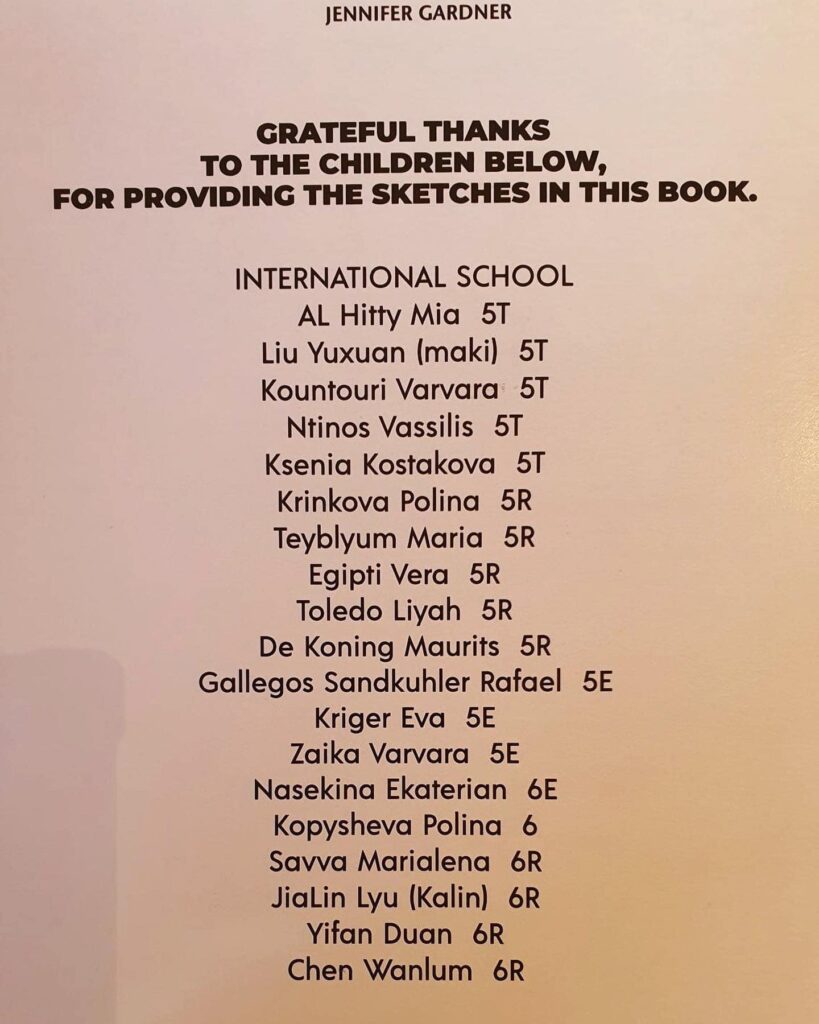 JENNIFER GARDNER
GRATEFUL THANKS
TO THE CHILDREN BELOW,
FOR PROVIDING THE SKETCHES IN THIS BOOK.
INTERNATIONAL SCHOOL
AL Hitty Mia 5T
Liu Yuxuan (maki) 5T
Kountouri Varvara 5T
Ntinos Vassilis 5T
Ksenia Kostakova 5T
Krinkova Polina 5R
Teyblyum Maria 5R
Egipti Vera 5R
Toledo Liyah 5R
De Koning Maurits 5R
Gallegos Sandkuhler Rafael 5E
Kriger Eva 5E
Zaika Varvara 5E
Nasekina Ekaterian 6E
Kopysheva Polina 6
Savva Marialena 6R
JiaLin Lyu (Kalin) 6R
Yifan Duan 6R
Chen Wanlum 6R